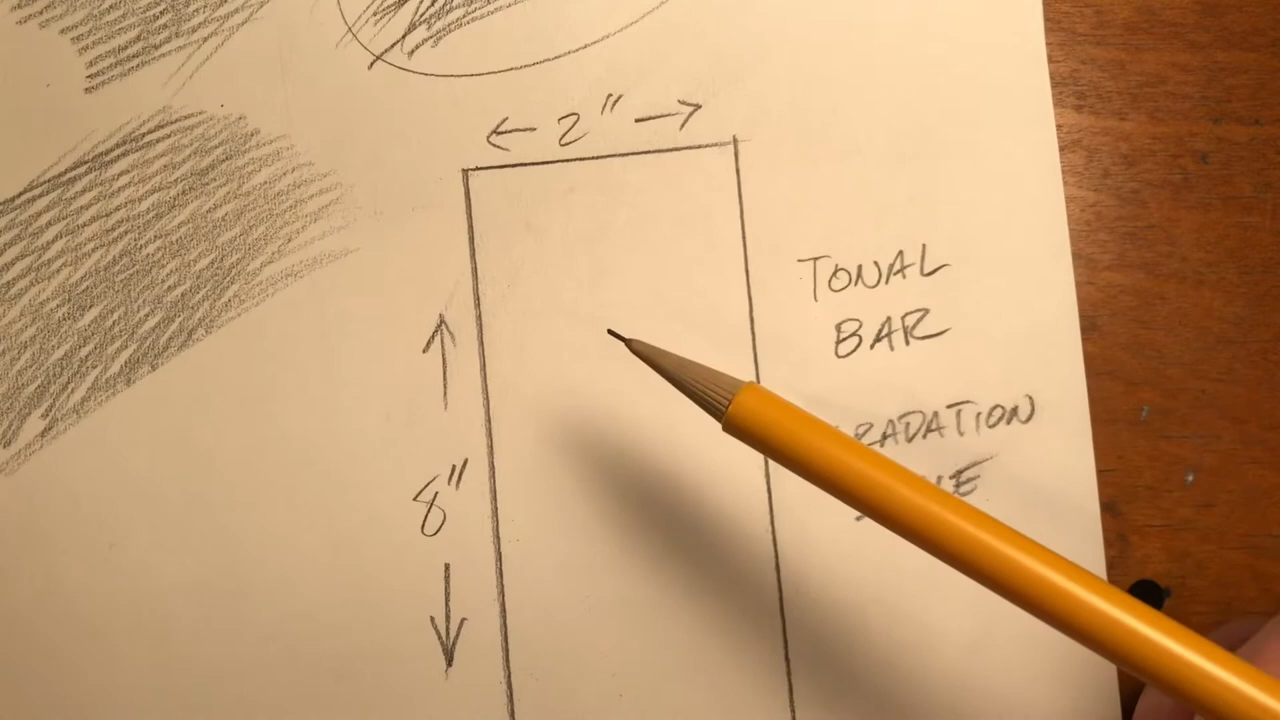 ← 2" →
TONAL
BAR
8"